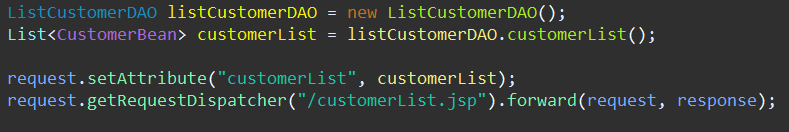 ListCustomerDAO listCustomerDAO = new ListCustomerDAO();
List<CustomerBean> customerList = listCustomerDAO.customerList();
request.setAttribute("customerList", customerList);
request.getRequestDispatcher("/customerList.jsp").forward(request, response);